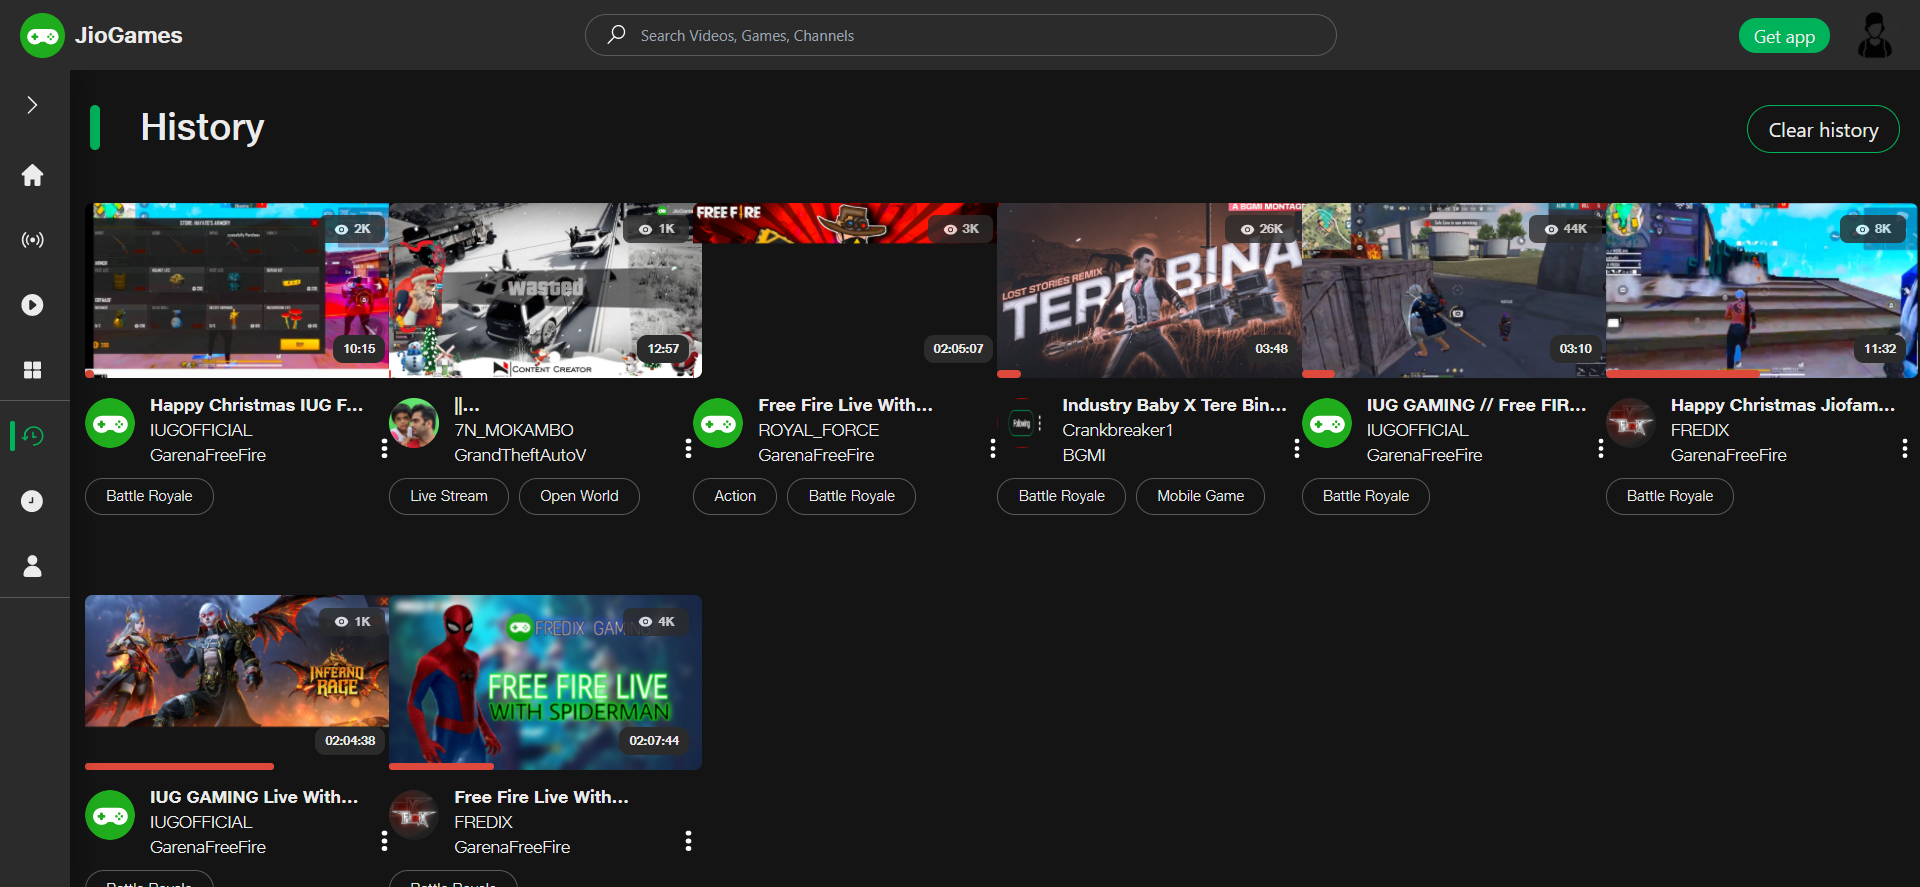 JioGames
Search Videos, Games, Channels
Get app
History
Clear history
2K
10:15
1K
wasted
CONTENT CREATOR
12:57
FREE FIRE
3K
02:05:07
A BGMI MONTAGE
26K
LOST STORIES REMIX
TERE BINA
03:48
44K
03:10
8K
11:32
Happy Christmas IUG F...
IUGOFFICIAL
GarenaFreeFire
Battle Royale
||...
7N_MOKAMBO
GrandTheftAutoV
Live Stream
Open World
Free Fire Live With...
ROYAL_FORCE
GarenaFreeFire
Action
Battle Royale
Following
Industry Baby X Tere Bin...
Crankbreaker1
BGMI
Battle Royale
Mobile Game
IUG GAMING // Free FIR...
IUGOFFICIAL
GarenaFreeFire
Battle Royale
Happy Christmas Jiofam...
FREDIX
GarenaFreeFire
Battle Royale
1K
INFERNO
RAGE
02:04:38
4K
FREDIX GAMING
FREE FIRE LIVE
WITH SPIDERMAN
02:07:44
IUG GAMING Live With...
IUGOFFICIAL
GarenaFreeFire
Battle Royale
Free Fire Live With...
FREDIX
GarenaFreeFire
Battle Royale